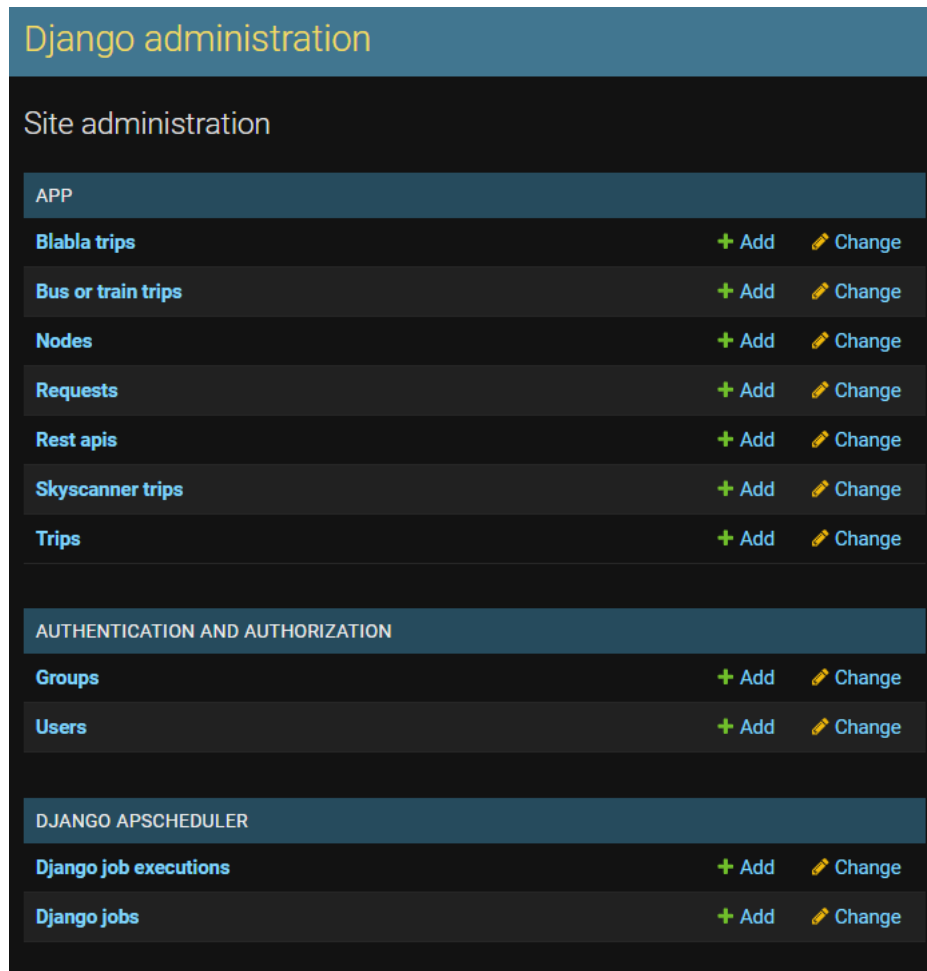 Django administration
Site administration
APP
Blabla trips Add Change
Bus or train trips Add Change
Nodes Add Change
Requests Add Change
Rest apis Add Change
Skyscanner trips Add Change
Trips Add Change
AUTHENTICATION AND AUTHORIZATION
Groups Add Change
Users Add Change
DJANGO APSCHEDULER
Django job executions Add Change
Django jobs Add Change